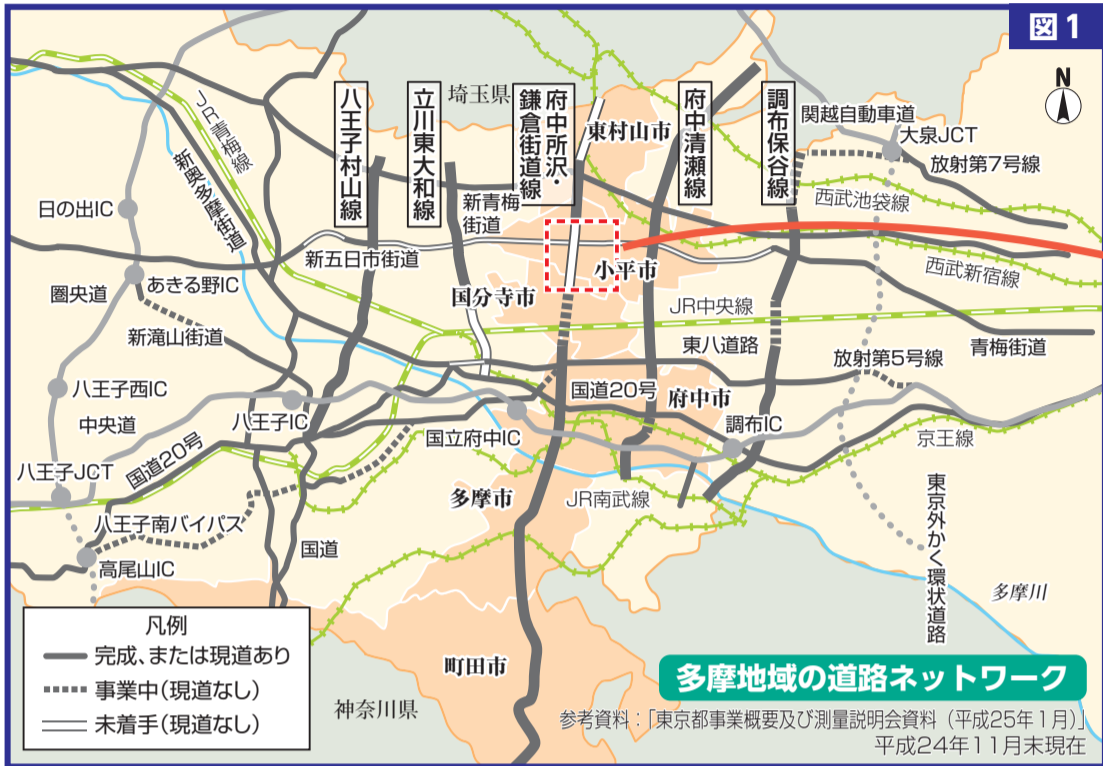 図1
N
埼玉県
八王子村山線
立川東大和線
府中所沢・
鎌倉街道線
府中清瀬線
調布保谷線
東村山市
関越自動車道
大泉JCT
放射第7号線
JR青梅線
新奥多摩街道
新青梅
街道
西武池袋線
日の出IC
新五日市街道
小平市
西武新宿線
あきる野IC
圏央道
国分寺市
JR中央線
新滝山街道
東八道路
青梅街道
放射第5号線
八王子西IC
国道20号
府中市
中央道
八王子IC
国立府中IC
調布IC
京王線
国道20号
八王子JCT
多摩市
JR南武線
八王子南バイパス
国道
高尾山IC
東京外かく環状道路
多摩川
町田市
神奈川県
凡例
完成、または現道あり
事業中(現道なし)
未着手(現道なし)
多摩地域の道路ネットワーク
参考資料:「東京都事業概要及び測量説明会資料(平成25年1月)」
平成24年11月末現在